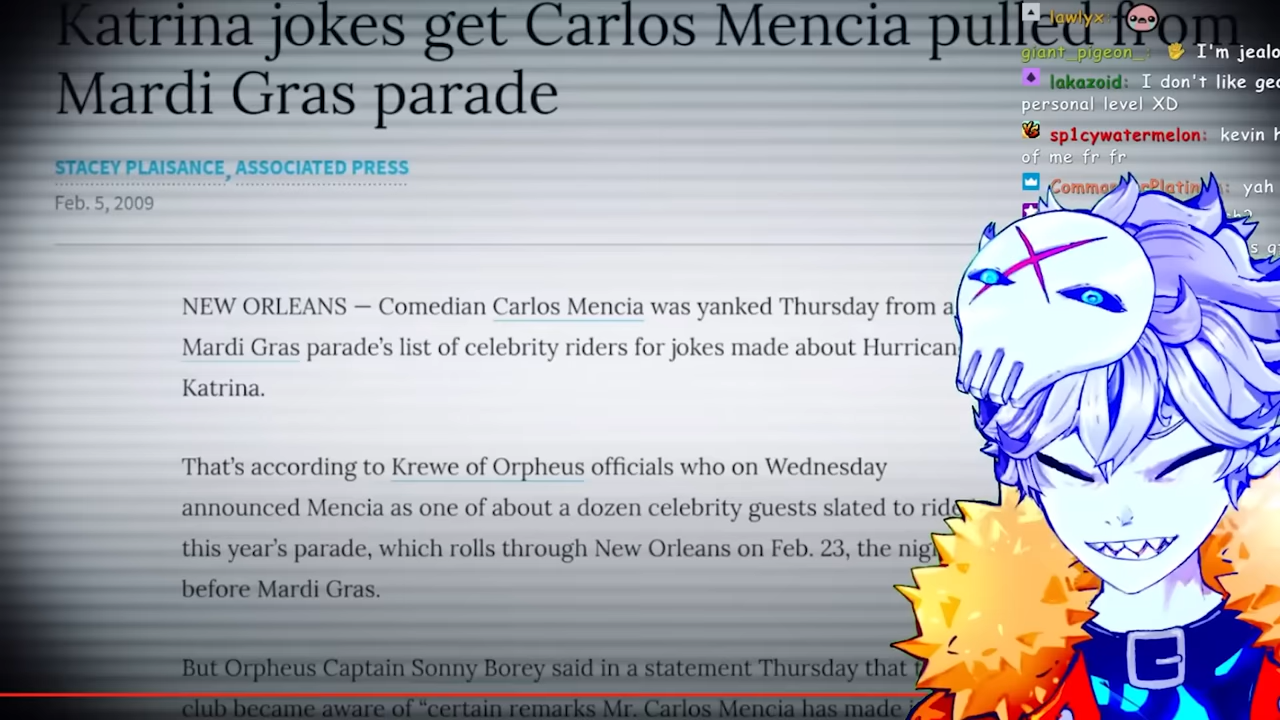 Katrina jokes get Carlos Mencia pulled from
Mardi Gras parade
STACEY PLAISANCE, ASSOCIATED PRESS
Feb. 5, 2009
NEW ORLEANS — Comedian Carlos Mencia was yanked Thursday from a
Mardi Gras parade's list of celebrity riders for jokes made about Hurrican
Katrina.
That's according to Krewe of Orpheus officials who on Wednesday
announced Mencia as one of about a dozen celebrity guests slated to ride
this year's parade, which rolls through New Orleans on Feb. 23, the nig
before Mardi Gras.
But Orpheus Captain Sonny Borey said in a statement Thursday that
club became aware of “certain remarks Mr. Carlos Mencia has made
lawlyx
giant_pigeon_: I'm jealo
lakazoid: I don't like geo
personal level XD
sp1cywatermelon: kevin h
of me fr fr
yah